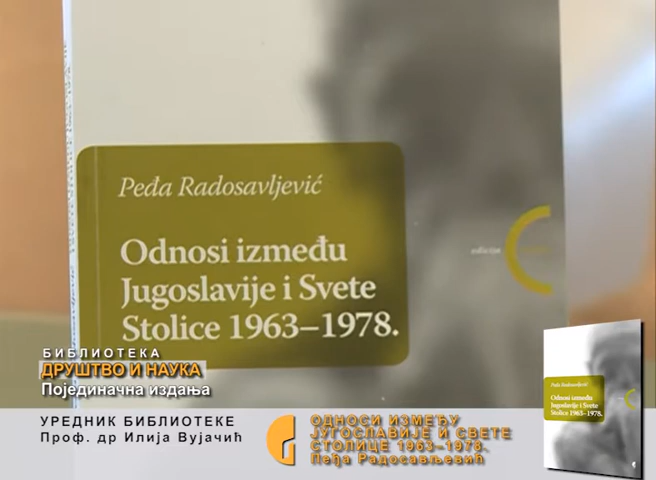 Peđa Radosavljević
Odnosi između
Jugoslavije i Svete
Stolice 1963–1978.
edicija
БИБЛИОТЕКА
ДРУШТВО И НАУКА
Појединачна издања
УРЕДНИК БИБЛИОТЕКЕ
Проф. др Илија Вујачић
ОДНОСИ ИЗМЕЂУ
ЈУГОСЛАВИЈЕ И СВЕТЕ
СТОЛИЦЕ 1963–1978.
Пеђа Радосављевић
Peđa Radosavljević
Odnosi između
Jugoslavije i Svete
Stolice 1963–1978.